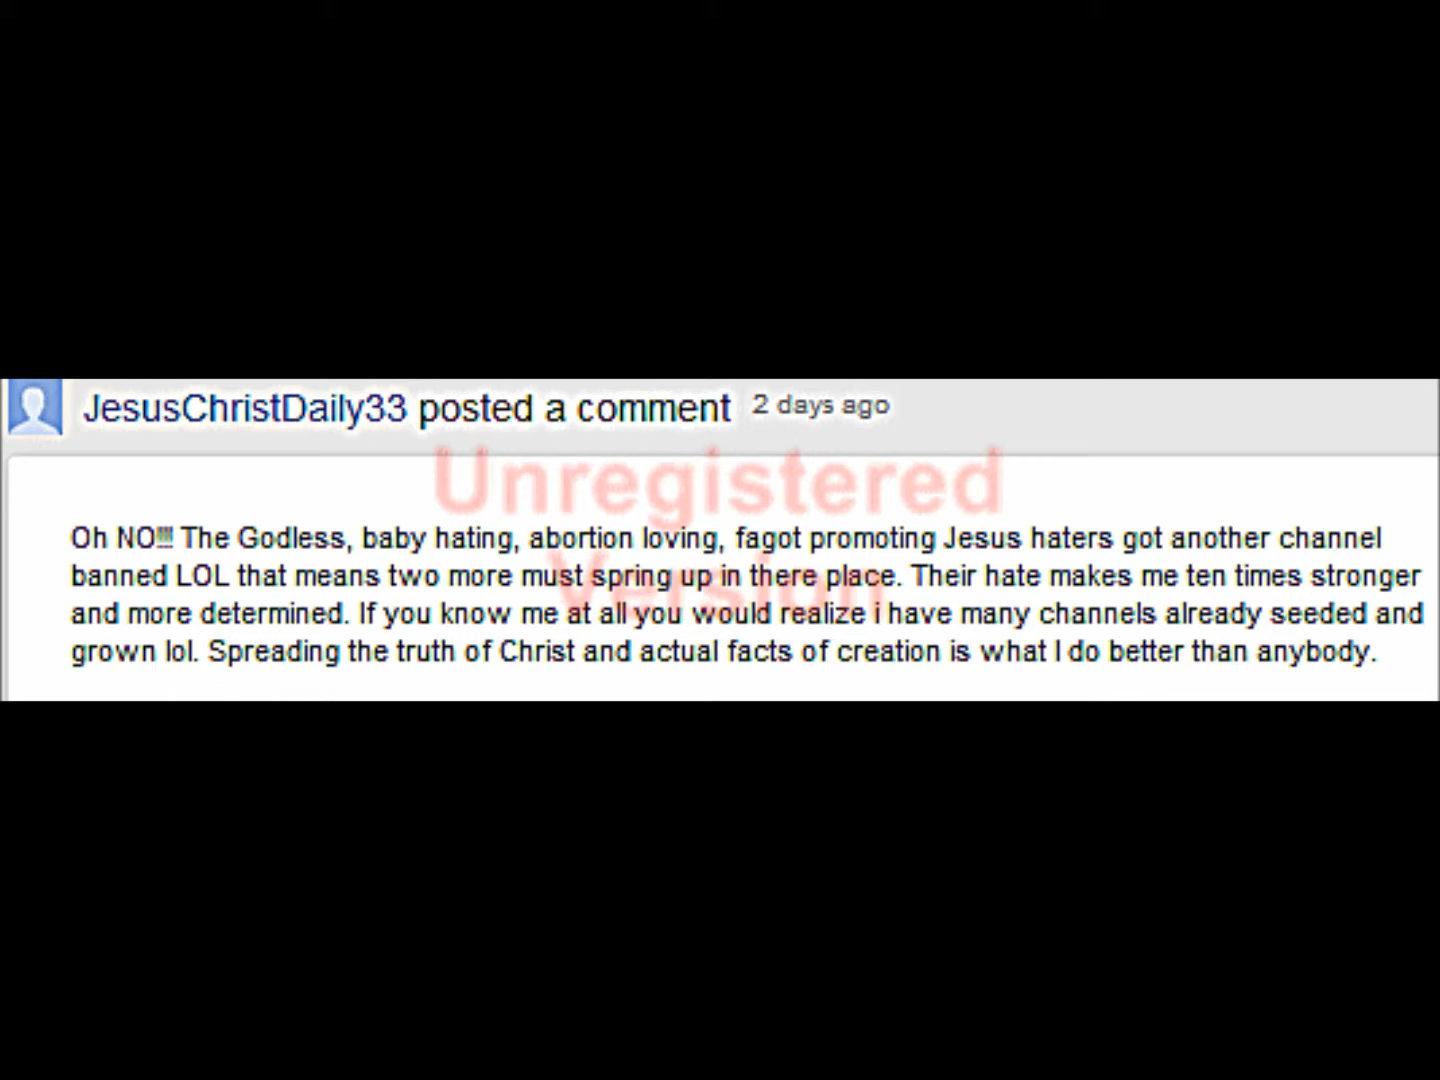 JesusChristDaily33 posted a comment 2 days ago
Unregistered
Version
Oh NO!!! The Godless, baby hating, abortion loving, fagot promoting Jesus haters got another channel
banned LOL that means two more must spring up in there place. Their hate makes me ten times stronger
and more determined. If you know me at all you would realize i have many channels already seeded and
grown lol. Spreading the truth of Christ and actual facts of creation is what I do better than anybody.